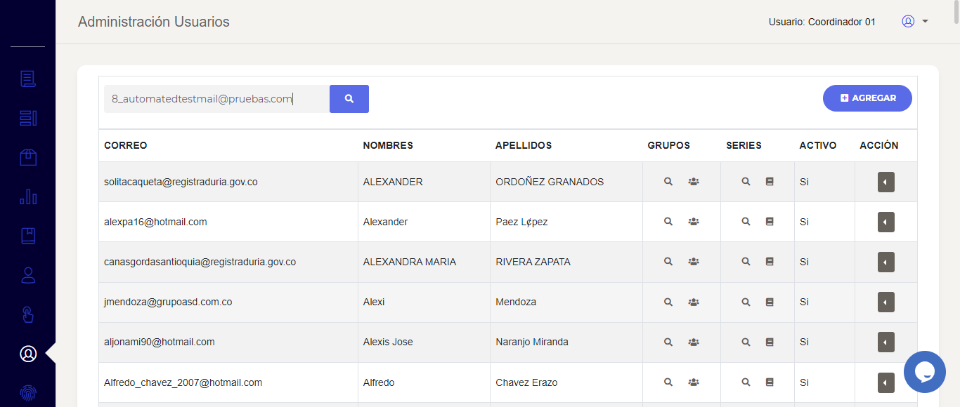 Administración Usuarios
Usuario: Coordinador 01
8_automatedtestmail@pruebas.com
AGREGAR
CORREO NOMBRES APELLIDOS GRUPOS SERIES ACTIVO ACCIÓN
solitacaqueta@registraduria.gov.co ALEXANDER ORDOÑEZ GRANADOS Si
alexpa16@hotmail.com Alexander Paez L¢pez Si
canasgordasantioquia@registraduria.gov.co ALEXANDRA MARIA RIVERA ZAPATA Si
jmendoza@grupoasd.com.co Alexi Mendoza Si
aljonami90@hotmail.com Alexis Jose Naranjo Miranda Si
Alfredo_chavez_2007@hotmail.com Alfredo Chavez Erazo Si